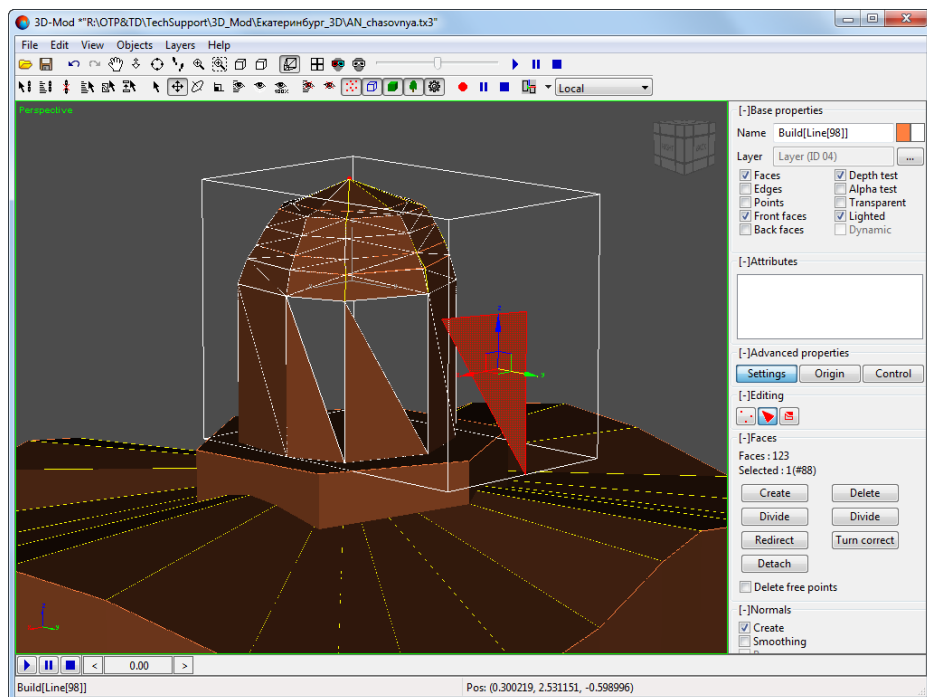 3D-Mod *"R:\OTP&TD\TechSupport\3D_Mod\Екатеринбург_3D\AN_chasovnya.tx3"
File Edit View Objects Layers Help
Local
Perspective
[-]Base properties
Name Build[Line[98]]
Layer Layer (ID 04) ...
Faces Depth test
Edges Alpha test
Points Transparent
Front faces Lighted
Back faces Dynamic
[-]Attributes
[-]Advanced properties
Settings Origin Control
[-]Editing
[-]Faces
Faces : 123
Selected : 1(#88)
Create Delete
Divide Divide
Redirect Turn correct
Detach
Delete free points
[-]Normals
Create
Smoothing
z
y
z
y
< 0.00 >
Build[Line[98]] Pos: (0.300219, 2.531151, -0.598996)